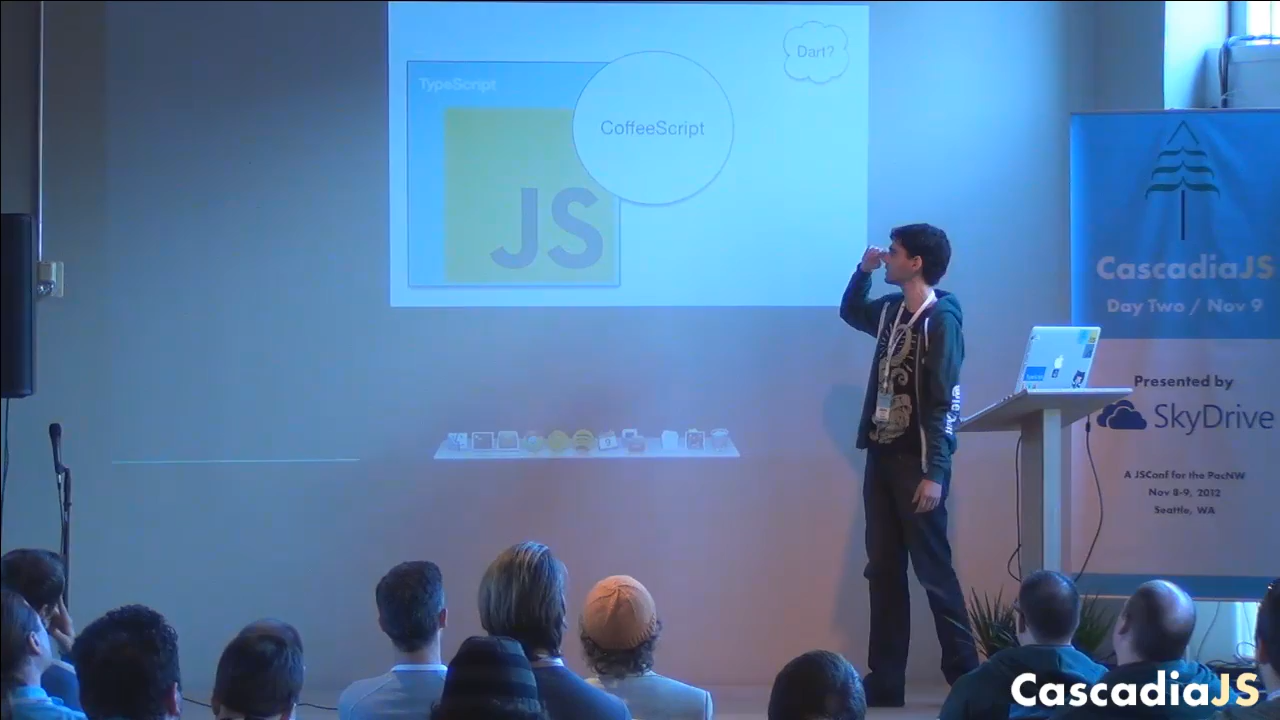 Dart?
TypeScript
CoffeeScript
JS
CascadiaJS
Day Two / Nov 9
Presented by
SkyDrive
A JSConf for the PacNW
Nov 8-9, 2012
Seattle, WA
CascadiaJS